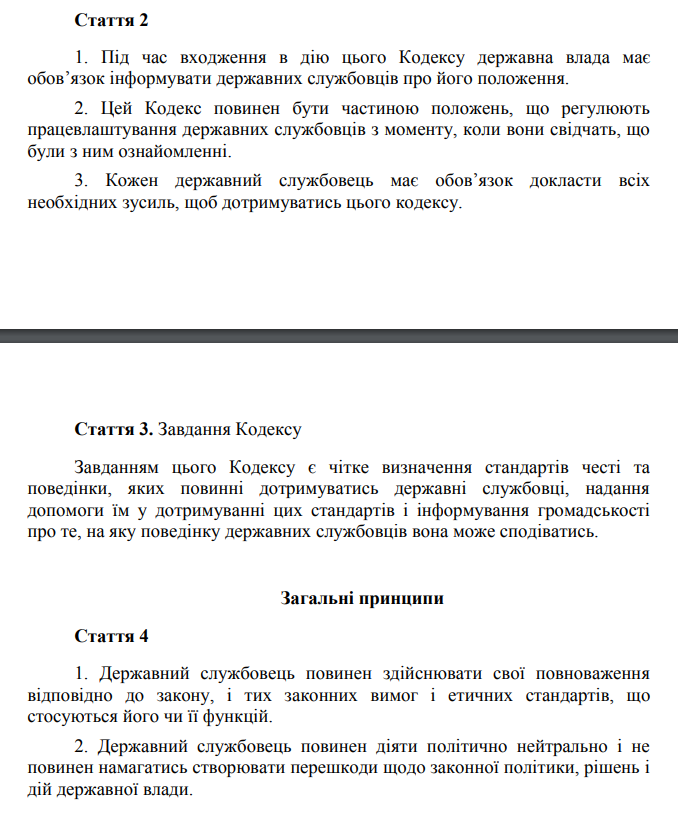 Стаття 2
1. Під час входження в дію цього Кодексу державна влада має
обов’язок інформувати державних службовців про його положення.
2. Цей Кодекс повинен бути частиною положень, що регулюють
працевлаштування державних службовців з моменту, коли вони свідчать, що
були з ним ознайомленні.
3. Кожен державний службовець має обов’язок докласти всіх
необхідних зусиль, щоб дотримуватись цього кодексу.
Стаття 3. Завдання Кодексу
Завданням цього Кодексу є чітке визначення стандартів честі та
поведінки, яких повинні дотримуватись державні службовці, надання
допомоги їм у дотримуванні цих стандартів і інформування громадськості
про те, на яку поведінку державних службовців вона може сподіватись.
Загальні принципи
Стаття 4
1. Державний службовець повинен здійснювати свої повноваження
відповідно до закону, і тих законних вимог і етичних стандартів, що
стосуються його чи її функцій.
2. Державний службовець повинен діяти політично нейтрально і не
повинен намагатись створювати перешкоди щодо законної політики, рішень і
дій державної влади.